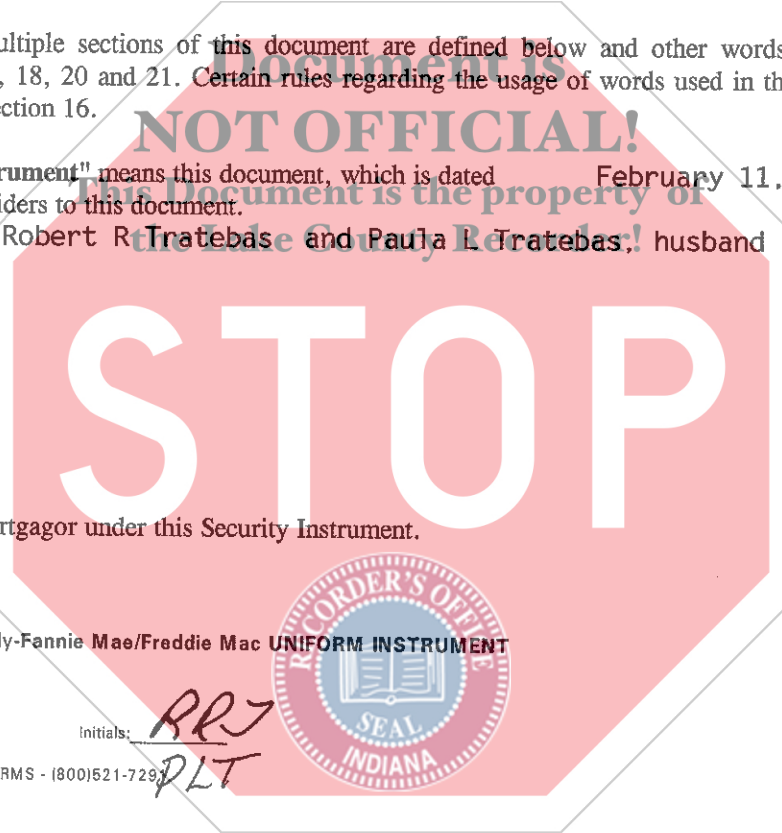 ultiple sections of this document are defined below and other words
, 18, 20 and 21. Certain rules regarding the usage of words used in th
ection 16.
Document is
NOT OFFICIAL!
rument" means this document, which is dated February 11,
This Document is the property of
iders to this document.
the Lake County Recorder!
Robert R Tratebas and Paula L Tratebas, husband
STOP
rtgagor under this Security Instrument.
RECORDER'S OFFICE
SEAL
INDIANA
ly-Fannie Mae/Freddie Mac UNIFORM INSTRUMENT
Initials: RRT
RMS - (800)521-729 PLT